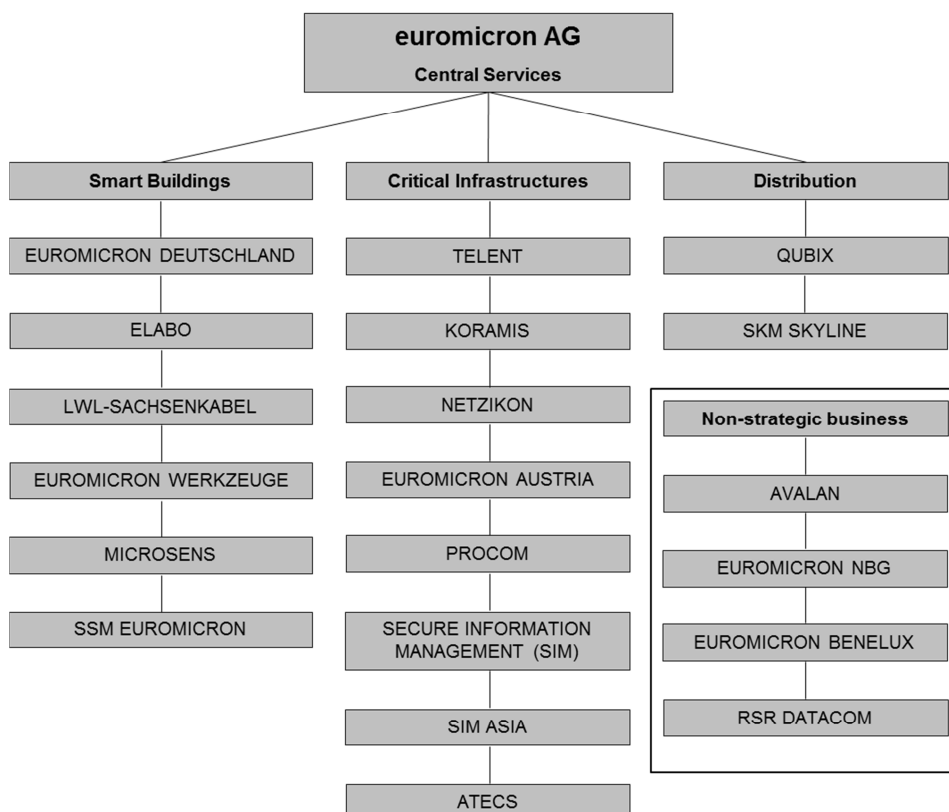 euromicron AG
Central Services
Smart Buildings
EUROMICRON DEUTSCHLAND
ELABO
LWL-SACHSENKABEL
EUROMICRON WERKZEUGE
MICROSENS
SSM EUROMICRON
Critical Infrastructures
TELENT
KORAMIS
NETZIKON
EUROMICRON AUSTRIA
PROCOM
SECURE INFORMATION
MANAGEMENT (SIM)
SIM ASIA
ATECS
Distribution
QUBIX
SKM SKYLINE
Non-strategic business
AVALAN
EUROMICRON NBG
EUROMICRON BENELUX
RSR DATACOM